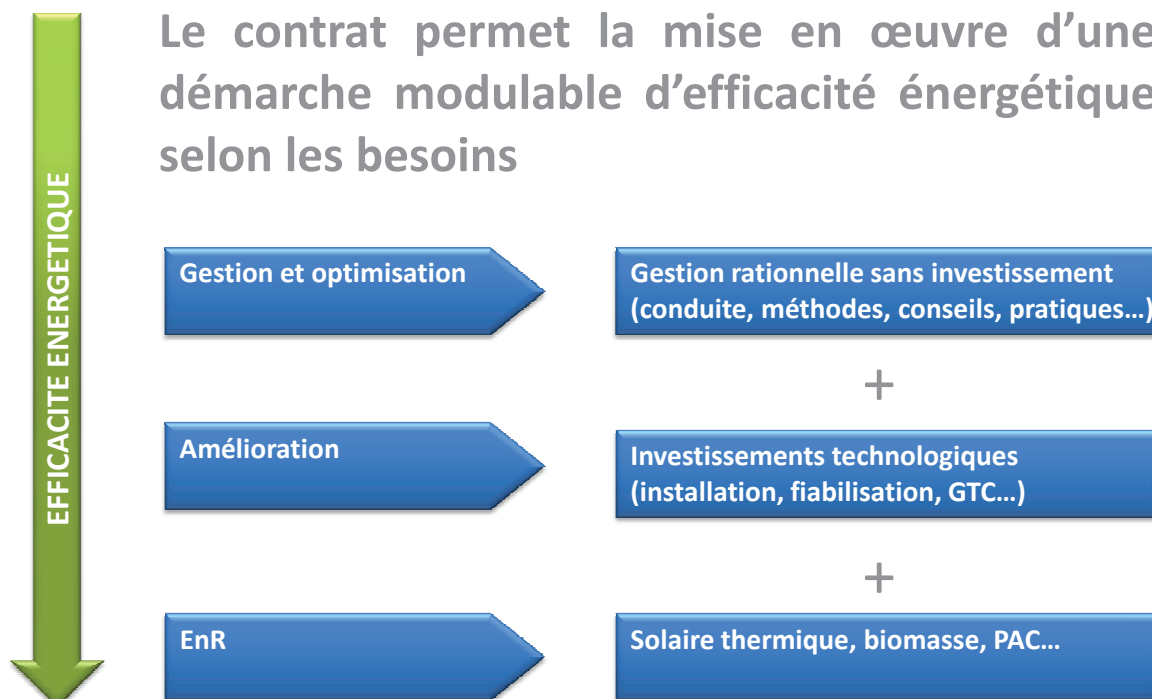 Le contrat permet la mise en œuvre d’une
démarche modulable d’efficacité énergétique
selon les besoins
EFFICACITE ENERGETIQUE
Gestion et optimisation
Gestion rationnelle sans investissement
(conduite, méthodes, conseils, pratiques…)
+
Amélioration
Investissements technologiques
(installation, fiabilisation, GTC…)
+
EnR
Solaire thermique, biomasse, PAC…